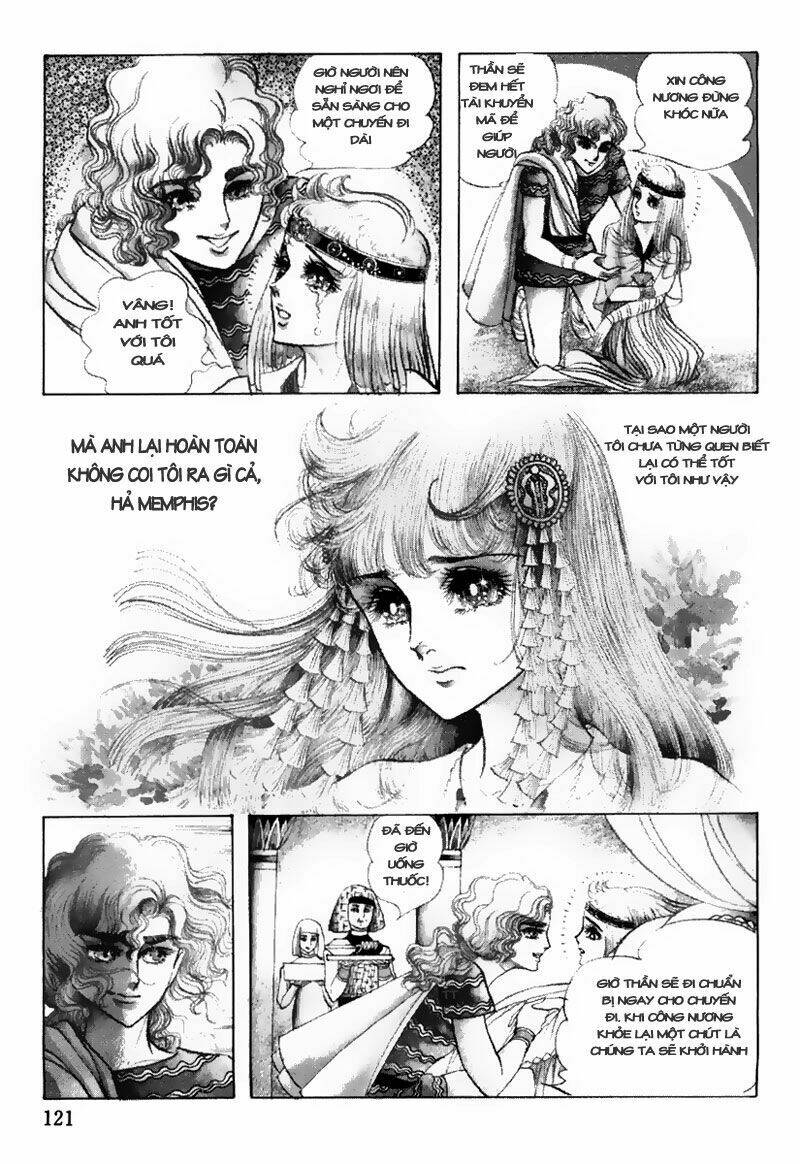 XIN CÔNG
NƯƠNG ĐỪNG
KHÓC NỮA
THẦN SẼ
ĐEM HẾT
TÀI KHUYỂN
MÃ ĐỂ
GIÚP
NGƯỜI
GIỜ NGƯỜI NÊN
NGHỈ NGƠI ĐỂ
SẴN SÀNG CHO
MỘT CHUYẾN ĐI
DÀI
VÂNG!
ANH TỐT
VỚI TÔI
QUÁ
TẠI SAO MỘT NGƯỜI
TÔI CHƯA TỪNG QUEN BIẾT
LẠI CÓ THỂ TỐT
VỚI TÔI NHƯ VẬY
MÀ ANH LẠI HOÀN TOÀN
KHÔNG COI TÔI RA GÌ CẢ,
HẢ MEMPHIS?
ĐÃ ĐẾN
GIỜ
UỐNG
THUỐC!
GIỜ THẦN SẼ ĐI CHUẨN
BỊ NGAY CHO CHUYẾN
ĐI. KHI CÔNG NƯƠNG
KHỎE LẠI MỘT CHÚT LÀ
CHÚNG TA SẼ KHỞI HÀNH
121